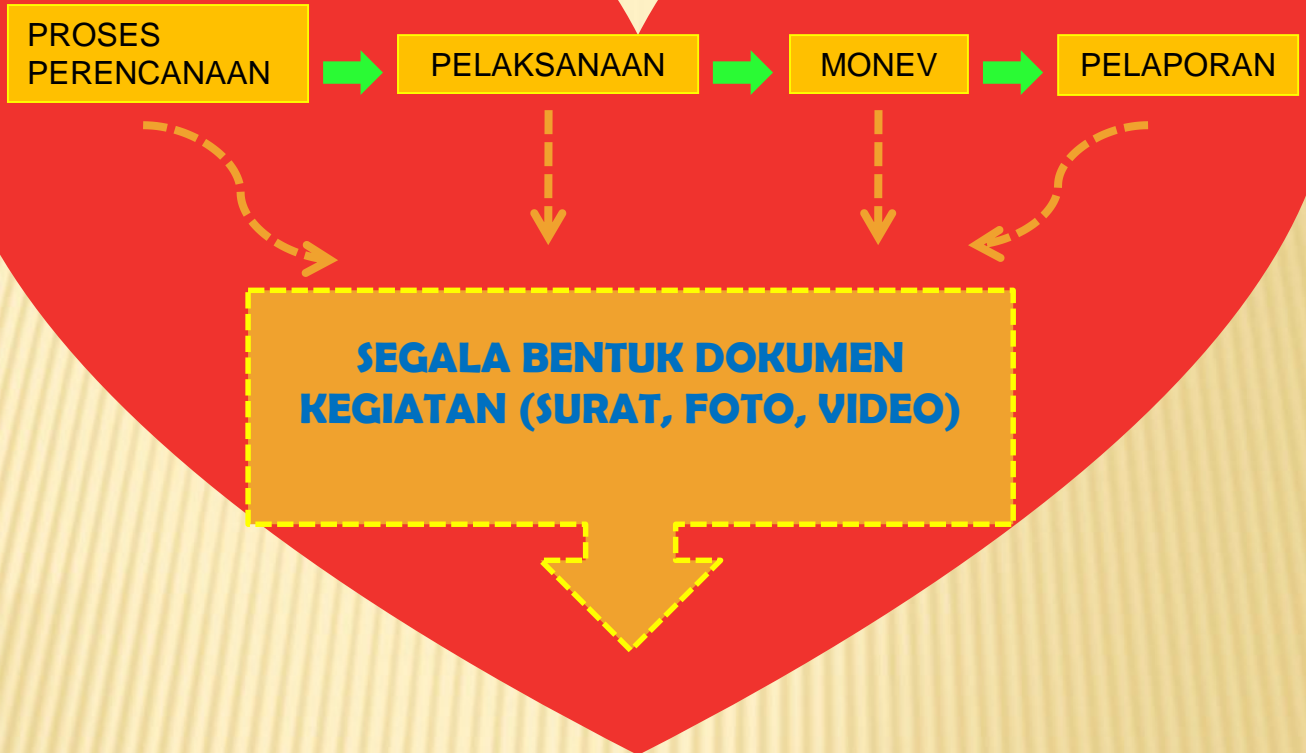 PROSES
PERENCANAAN
PELAKSANAAN
MONEV
PELAPORAN
SEGALA BENTUK DOKUMEN
KEGIATAN (SURAT, FOTO, VIDEO)